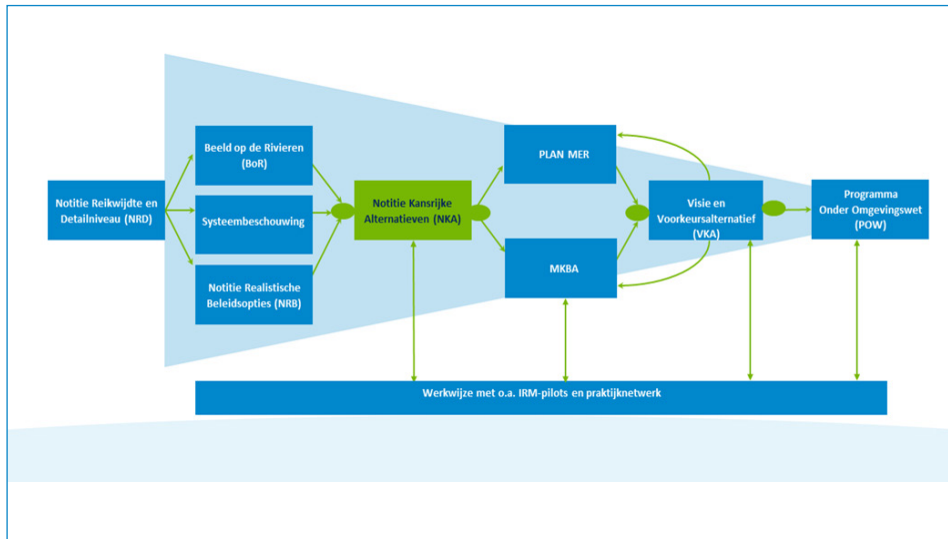 Notitie Reikwijdte en
Detailniveau (NRD)
Beeld op de Rivieren
(BoR)
Systeembeschouwing
Notitie Realistische
Beleidsopties (NRB)
Notitie Kansrijke
Alternatieven (NKA)
PLAN MER
MKBA
Visie en
Voorkeursalternatief
(VKA)
Programma
Onder Omgevingswet
(POW)
Werkwijze met o.a. IRM-pilots en praktijknetwerk